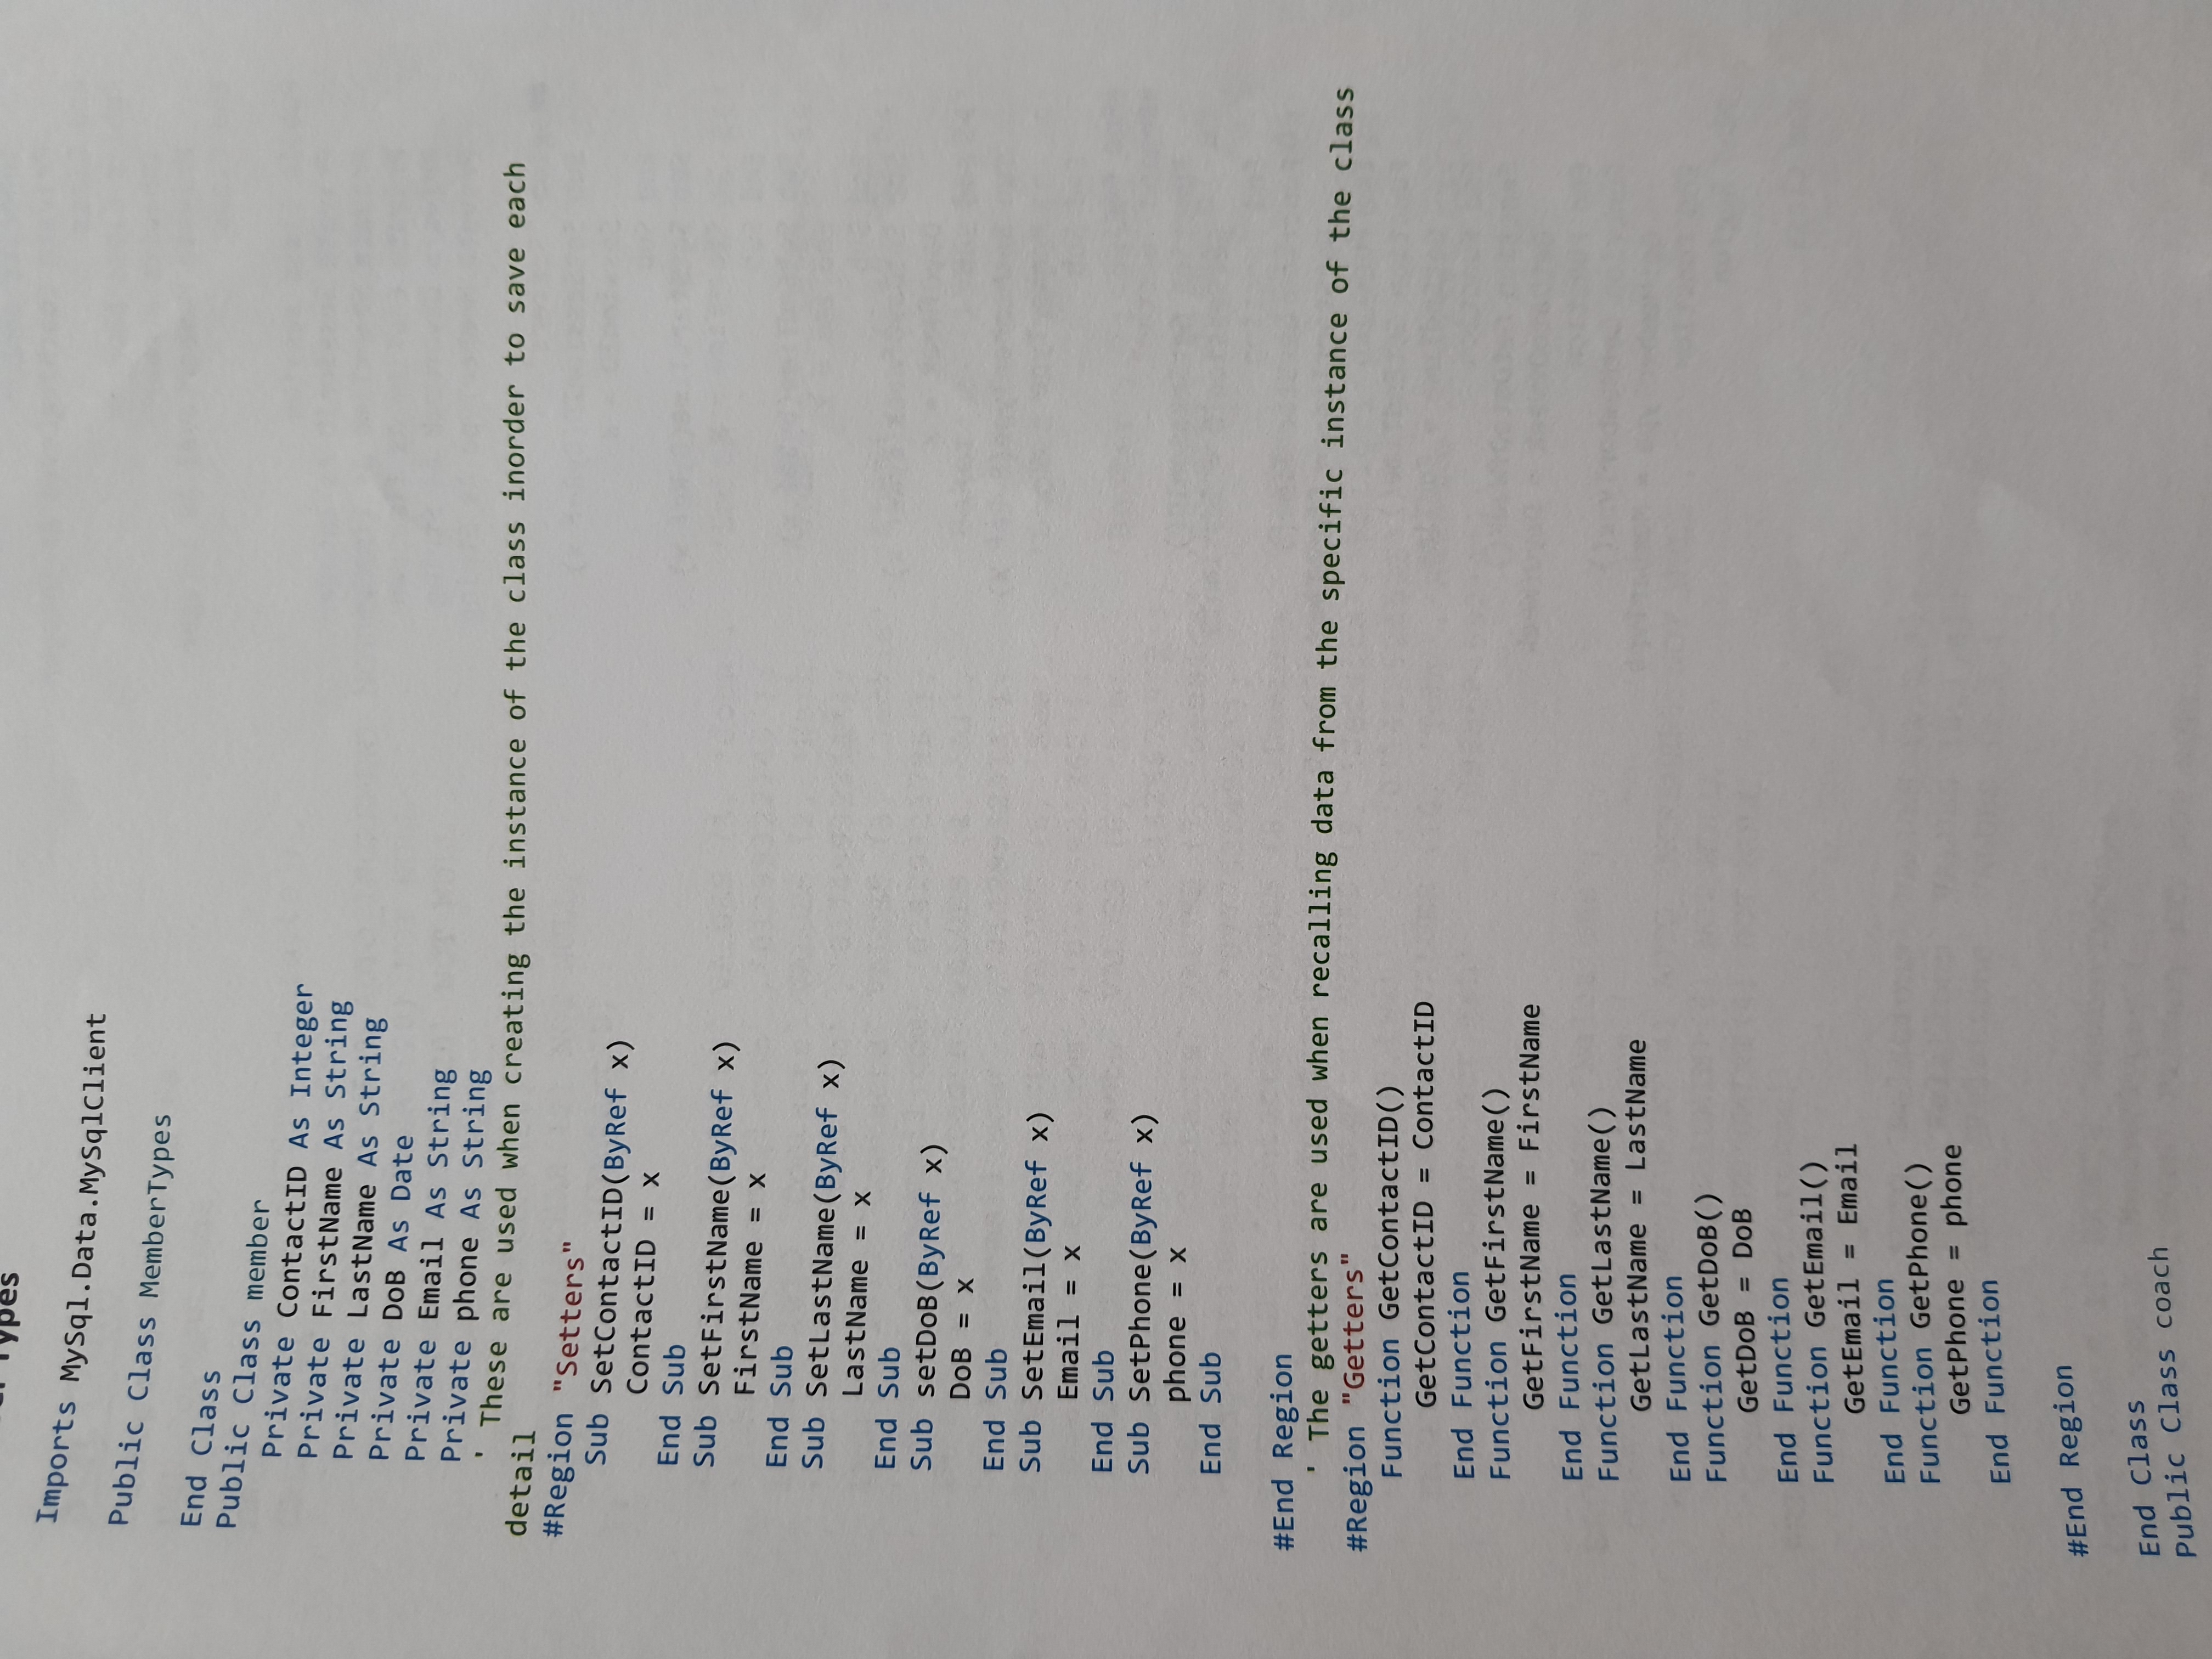 Types
Imports MySql.Data.MySqlClient
Public Class MemberTypes
End Class
Public Class member
Private ContactID As Integer
Private FirstName As String
Private LastName As String
Private DoB As Date
Private Email As String
Private phone As String
' These are used when creating the instance of the class inorder to save each
detail
#Region "Setters"
Sub SetContactID(ByRef x)
ContactID = x
End Sub
Sub SetFirstName(ByRef x)
FirstName = x
End Sub
Sub SetLastName(ByRef x)
LastName = x
End Sub
Sub setDoB(ByRef x)
DoB = x
End Sub
Sub SetEmail(ByRef x)
Email = x
End Sub
Sub SetPhone(ByRef x)
phone = x
End Sub
#End Region
' The getters are used when recalling data from the specific instance of the class
#Region "Getters"
Function GetContactID()
GetContactID = ContactID
End Function
Function GetFirstName()
GetFirstName = FirstName
End Function
Function GetLastName()
GetLastName = LastName
End Function
Function GetDoB()
GetDoB = DoB
End Function
Function GetEmail()
GetEmail = Email
End Function
Function GetPhone()
GetPhone = phone
End Function
#End Region
End Class
Public Class coach